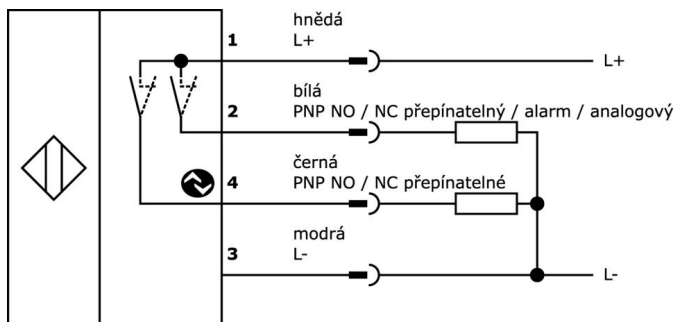 hnědá
1 L+
L+
bílá
2 PNP NO / NC přepínatelný / alarm / analogový
černá
4 PNP NO / NC přepínatelné
modrá
3 L-
L-